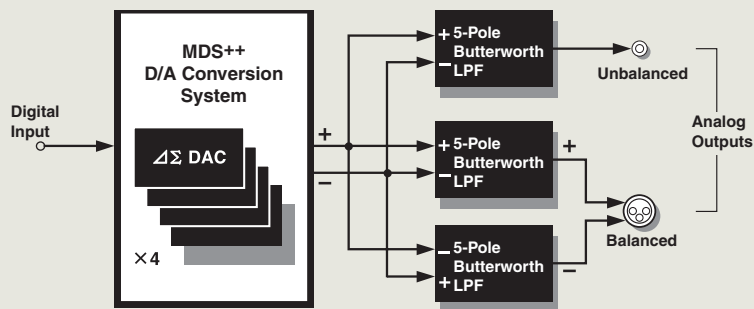 MDS++
D/A Conversion
System
Digital
Input
ΔΣ DAC
×4
+
−
+ 5-Pole
− Butterworth
LPF
Unbalanced
+ 5-Pole
Butterworth
− LPF
+
− 5-Pole
Butterworth
+ LPF
−
Balanced
Analog
Outputs